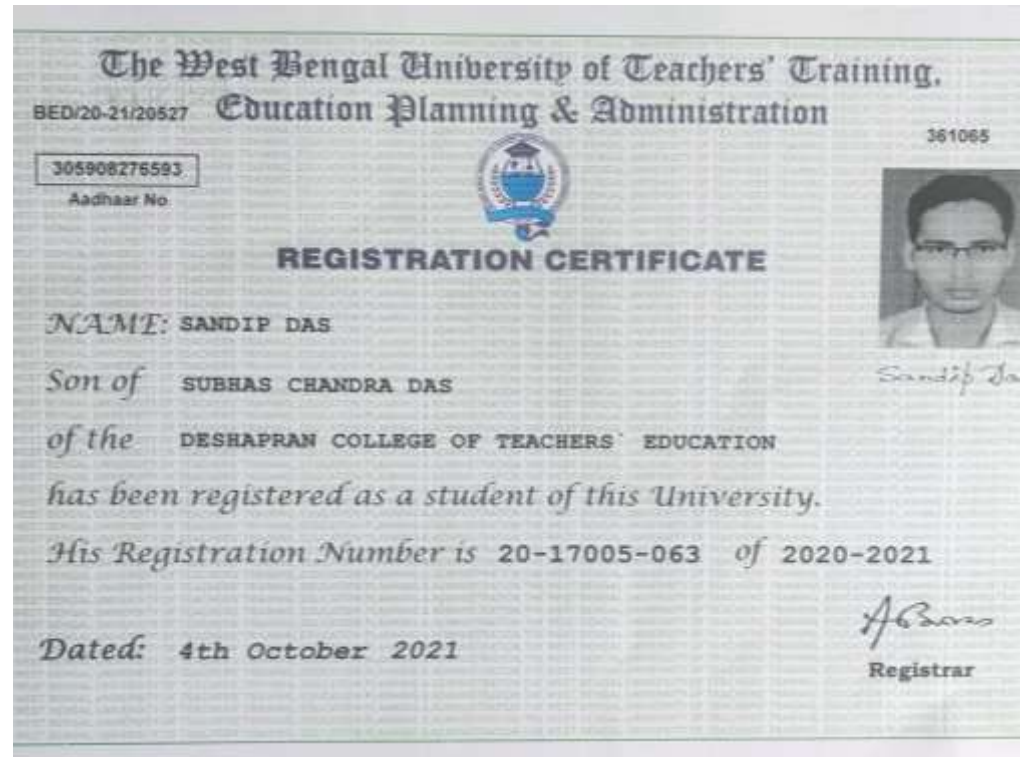 The West Bengal University of Teachers' Training,
Education Planning & Administration
BED/20-21/20527
361065
305908276593
Aadhaar No.
REGISTRATION CERTIFICATE
NAME: SANDIP DAS
Sandip Da
Son of SUBHAS CHANDRA DAS
of the DESHAPRAN COLLEGE OF TEACHERS` EDUCATION
has been registered as a student of this University.
His Registration Number is 20-17005-063 of 2020-2021
Dated: 4th October 2021
Registrar